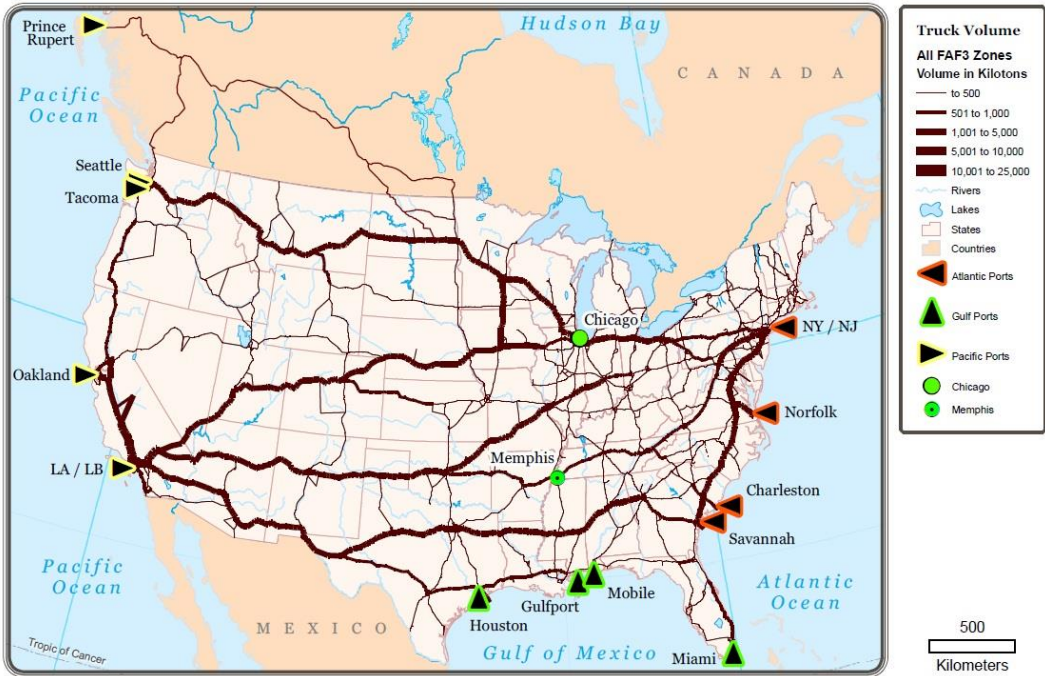 Prince
Rupert
Hudson Bay
CANADA
Pacific
Ocean
Seattle
Tacoma
Chicago
NY / NJ
Oakland
Norfolk
LA / LB
Memphis
Charleston
Savannah
Pacific
Ocean
Atlantic
Ocean
Mobile
Gulfport
Houston
MEXICO
Gulf of Mexico
Miami
Tropic of Cancer
Truck Volume
All FAF3 Zones
Volume in Kilotons
to 500
501 to 1,000
1,001 to 5,000
5,001 to 10,000
10,001 to 25,000
Rivers
Lakes
States
Countries
Atlantic Ports
Gulf Ports
Pacific Ports
Chicago
Memphis
500
Kilometers